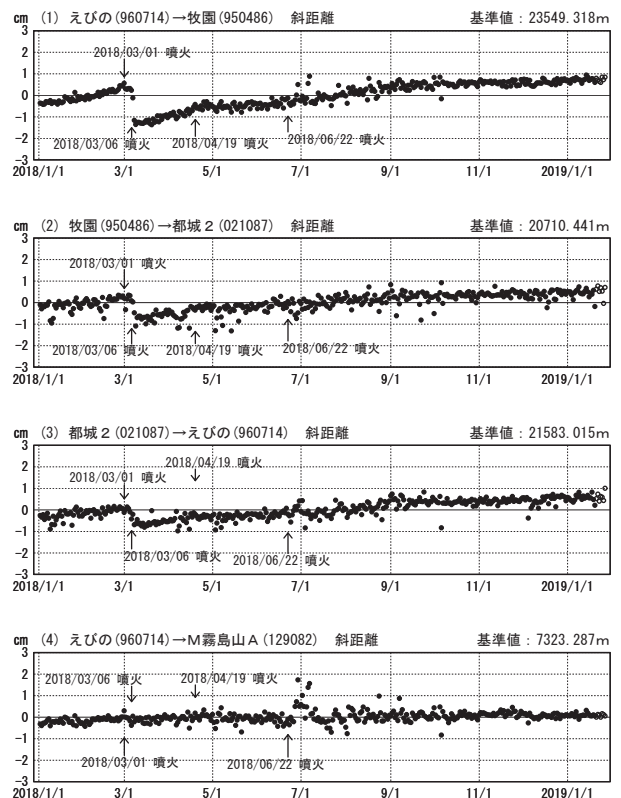 cm (1) えびの(960714)→牧園(950486) 斜距離 基準値：23549.318m
3
2018/03/01 噴火
2
1
0
-1
-2
2018/03/06 噴火 2018/04/19 噴火 2018/06/22 噴火
-3
2018/1/1 3/1 5/1 7/1 9/1 11/1 2019/1/1
cm (2) 牧園(950486)→都城２(021087) 斜距離 基準値：20710.441m
3
2
2018/03/01 噴火
1
0
-1
-2
2018/03/06 噴火 2018/04/19 噴火 2018/06/22 噴火
-3
2018/1/1 3/1 5/1 7/1 9/1 11/1 2019/1/1
cm (3) 都城２(021087)→えびの(960714) 斜距離 基準値：21583.015m
3
2018/04/19 噴火
2
2018/03/01 噴火
1
0
-1
-2
2018/03/06 噴火 2018/06/22 噴火
-3
2018/1/1 3/1 5/1 7/1 9/1 11/1 2019/1/1
cm (4) えびの(960714)→Ｍ霧島山Ａ(129082) 斜距離 基準値：7323.287m
3
2018/03/06 噴火 2018/04/19 噴火
2
1
0
-1
-2
2018/03/01 噴火 2018/06/22 噴火
-3
2018/1/1 3/1 5/1 7/1 9/1 11/1 2019/1/1